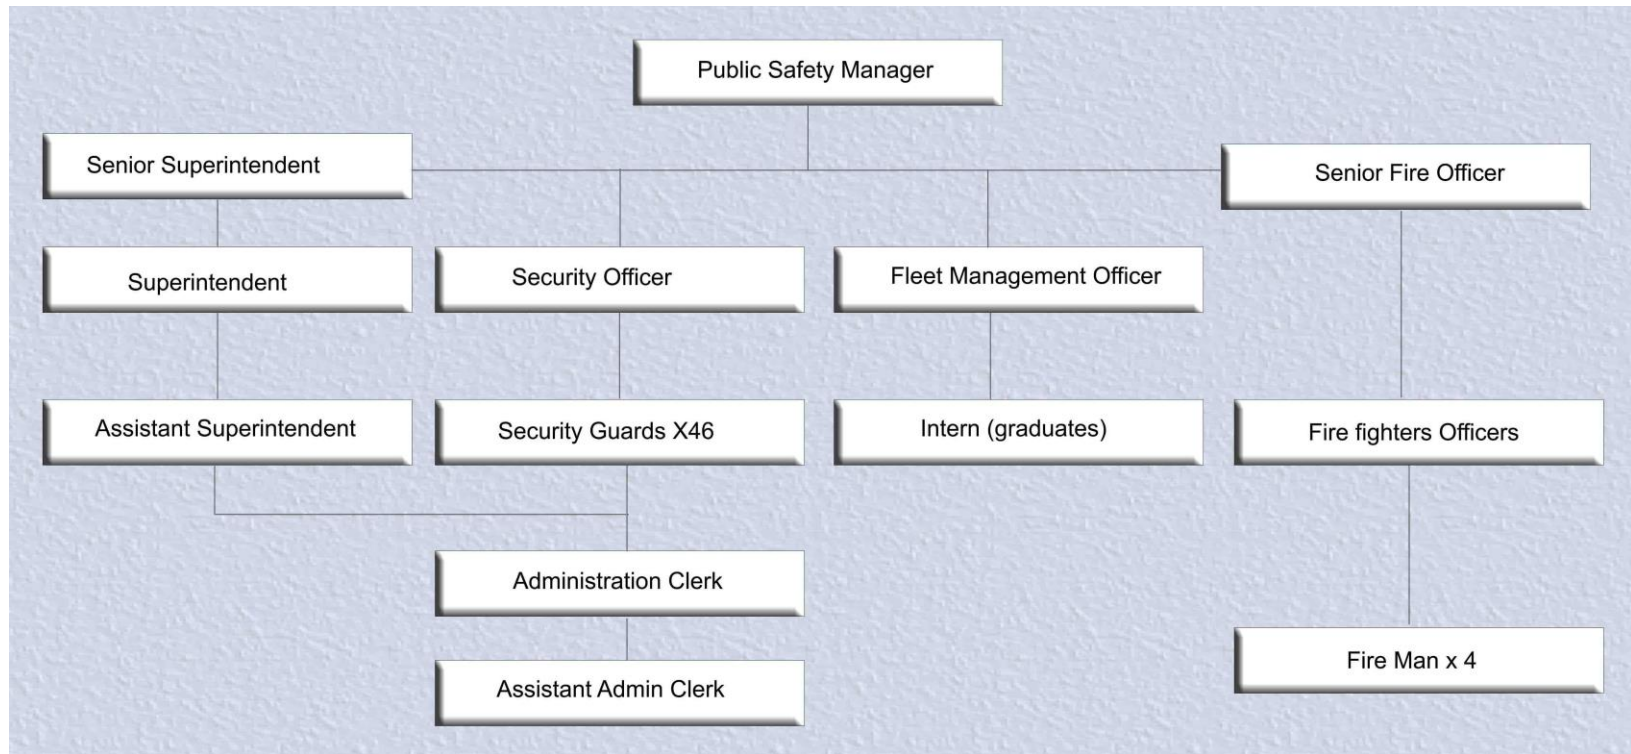 Public Safety Manager
Senior Superintendent
Senior Fire Officer
Superintendent
Security Officer
Fleet Management Officer
Assistant Superintendent
Security Guards X46
Intern (graduates)
Fire fighters Officers
Administration Clerk
Fire Man x 4
Assistant Admin Clerk